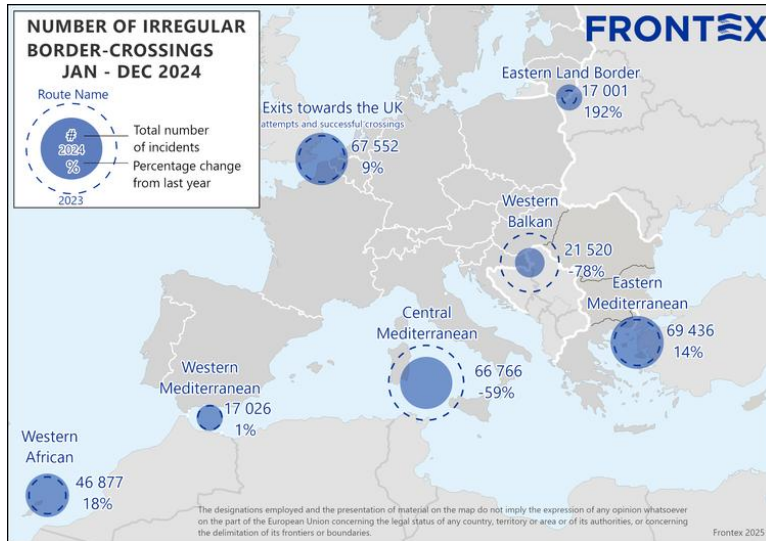 NUMBER OF IRREGULAR
BORDER-CROSSINGS
JAN - DEC 2024
Route Name
#
2024
%
2023
Total number
of incidents
Percentage change
from last year
FRONTEX
Eastern Land Border
17 001
192%
Exits towards the UK
attempts and successful crossings
67 552
9%
Western
Balkan
21 520
-78%
Eastern
Mediterranean
69 436
14%
Central
Mediterranean
66 766
-59%
Western
Mediterranean
17 026
1%
Western
African
46 877
18%
The designations employed and the presentation of material on the map do not imply the expression of any opinion whatsoever
on the part of the European Union concerning the legal status of any country, territory or area or of its authorities, or concerning
the delimitation of its frontiers or boundaries.
Frontex 2025